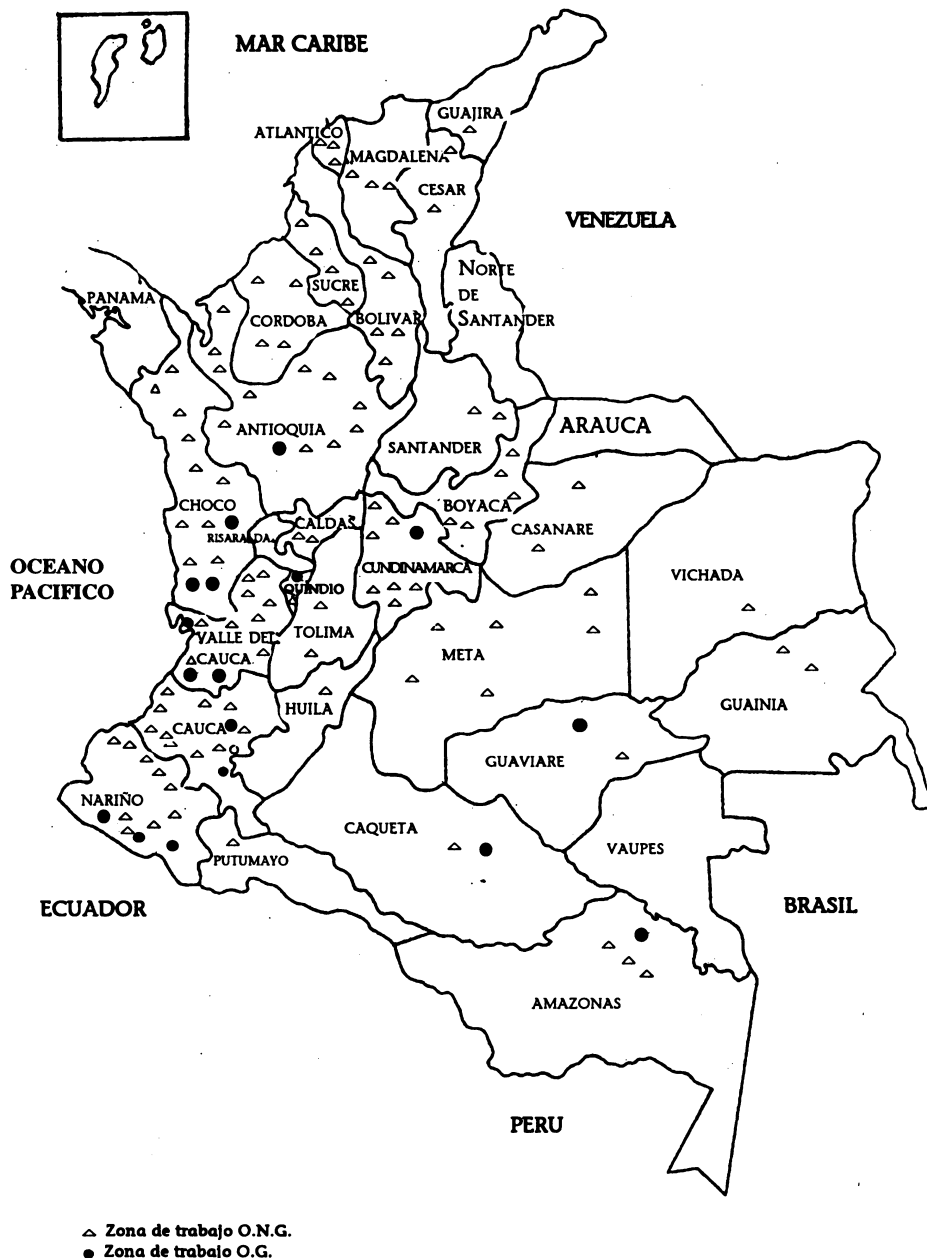 MAR CARIBE
GUAJIRA
ATLANTICO
MAGDALENA
CESAR
VENEZUELA
NORTE
DE
SANTANDER
PANAMA
SUCRE
CORDOBA
BOLIVAR
ANTIOQUIA
SANTANDER
ARAUCA
CHOCO
BOYACA
CALDAS
CASANARE
RISARALDA
OCEANO
PACIFICO
CUNDINAMARCA
VICHADA
QUINDIO
VALLE DEL
CAUCA
TOLIMA
META
HUILA
GUAINIA
CAUCA
GUAVIARE
NARIÑO
CAQUETA
VAUPES
PUTUMAYO
ECUADOR
BRASIL
AMAZONAS
PERU
Zona de trabajo O.N.G.
Zona de trabajo O.G.